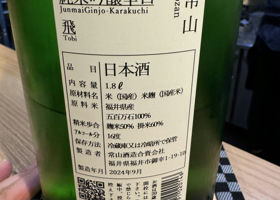 純米吟醸辛口
JunmaiGinjo-Karakuchi
飛
Tobi
常山
zan
品目 日本酒
内容量 1.8ℓ
原材料名 米（国産）米麹（国産米）
原料米 福井県産
五百万石100％
精米歩合 麹米50％ 掛米60％
アルコール分 16度
保存方法 冷蔵庫又は冷暗所で保管
製造者 常山酒造合資会社
福井県福井市御幸1-19-10
製造年月 2024年9月